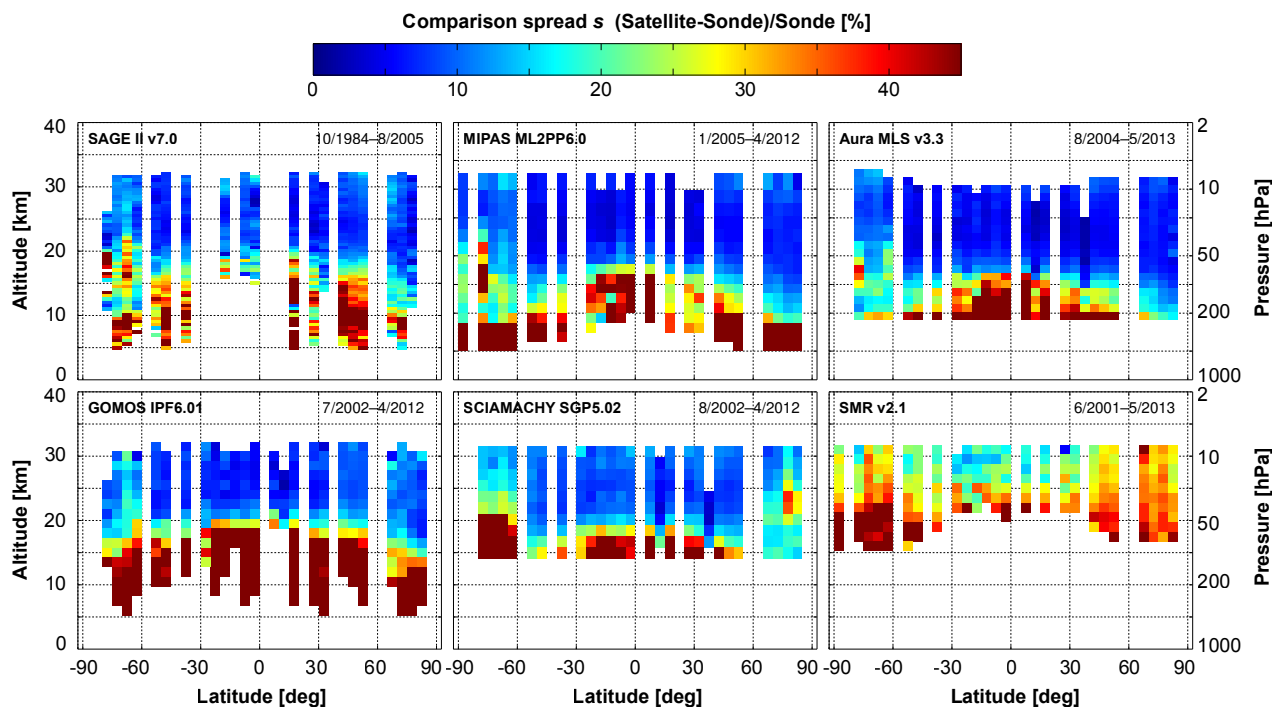 Comparison spread s (Satellite-Sonde)/Sonde [%]
0 10 20 30 40
40 SAGE II v7.0 10/1984–8/2005 MIPAS ML2PP6.0 1/2005–4/2012 Aura MLS v3.3 8/2004–5/2013 2
30 10
20 50
10 200
0 1000
Altitude [km] Pressure [hPa]
40 GOMOS IPF6.01 7/2002–4/2012 SCIAMACHY SGP5.02 8/2002–4/2012 SMR v2.1 6/2001–5/2013 2
30 10
20 50
10 200
0 1000
Altitude [km] Pressure [hPa]
-90 -60 -30 0 30 60 90 -90 -60 -30 0 30 60 90 -90 -60 -30 0 30 60 90
Latitude [deg] Latitude [deg] Latitude [deg]